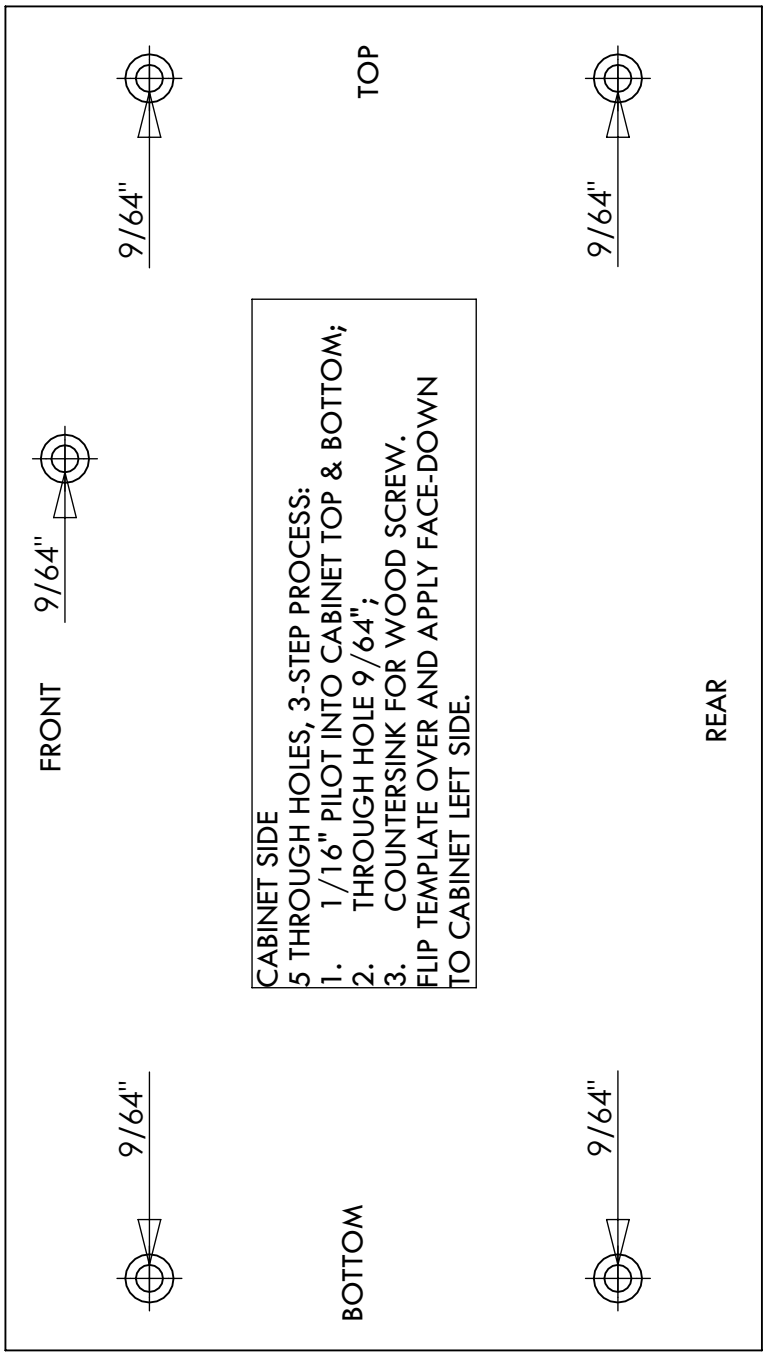 FRONT
9/64"
9/64"
9/64"
BOTTOM
CABINET SIDE
5 THROUGH HOLES, 3-STEP PROCESS:
1. 1/16" PILOT INTO CABINET TOP & BOTTOM;
2. THROUGH HOLE 9/64";
3. COUNTERSINK FOR WOOD SCREW.
FLIP TEMPLATE OVER AND APPLY FACE-DOWN
TO CABINET LEFT SIDE.
TOP
9/64"
9/64"
REAR